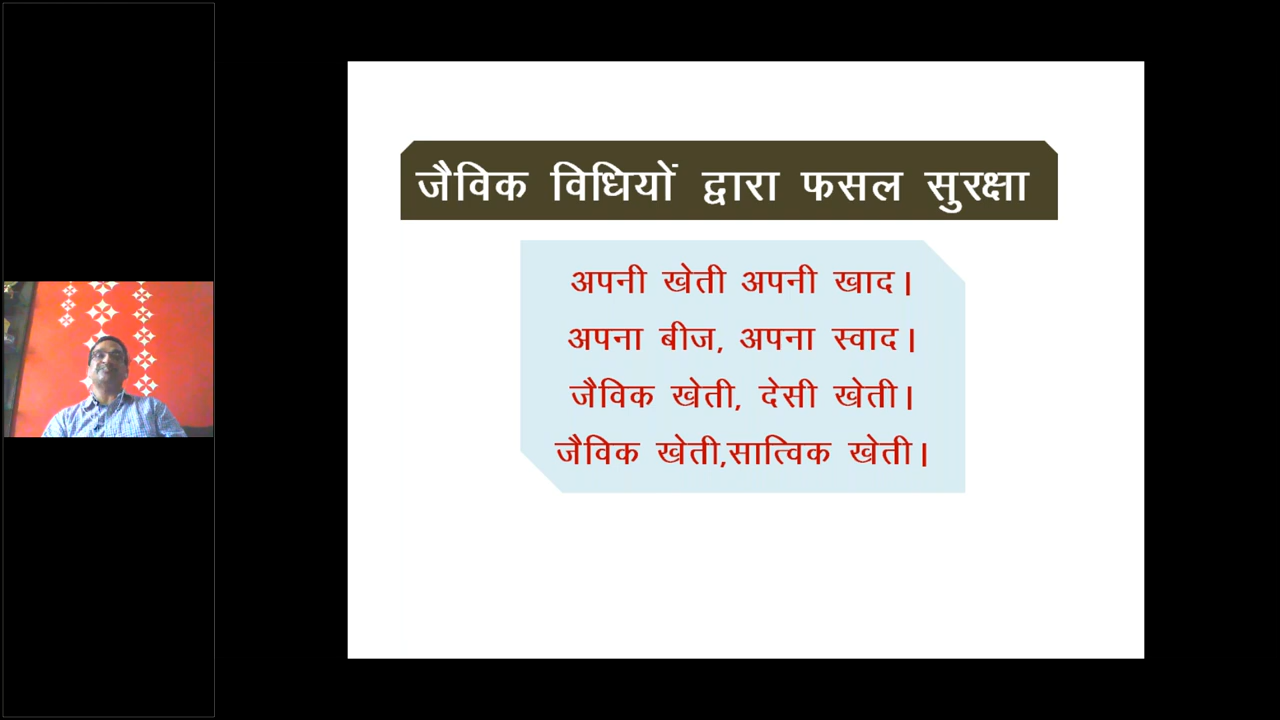 जैविक विधियों द्वारा फसल सुरक्षा
अपनी खेती अपनी खाद।
अपना बीज, अपना स्वाद।
जैविक खेती, देसी खेती।
जैविक खेती,सात्विक खेती।